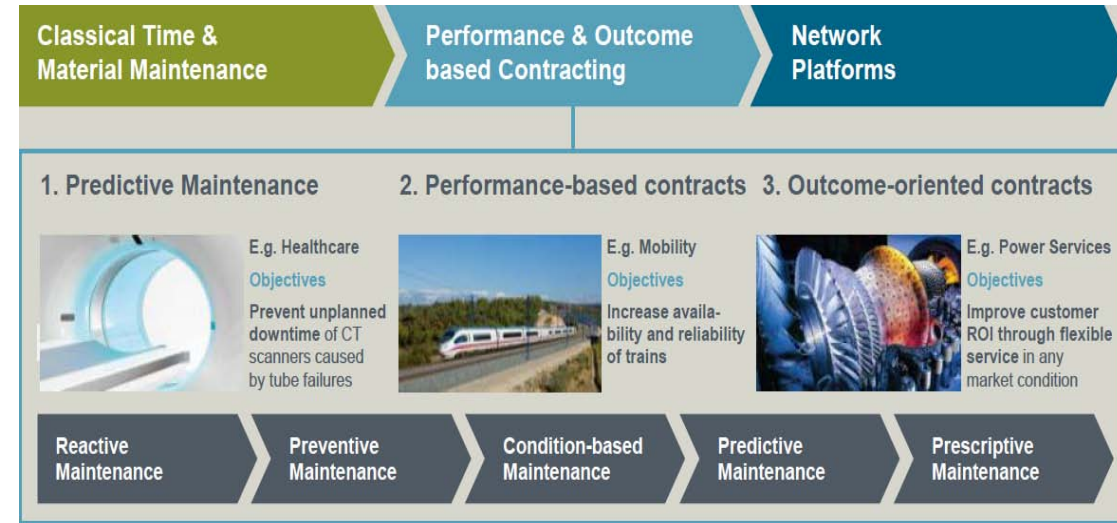 Classical Time &
Material Maintenance
Performance & Outcome
based Contracting
Network
Platforms
1. Predictive Maintenance
2. Performance-based contracts
3. Outcome-oriented contracts
E.g. Healthcare
Objectives
Prevent unplanned
downtime of CT
scanners caused
by tube failures
E.g. Mobility
Objectives
Increase availa-
bility and reliability
of trains
E.g. Power Services
Objectives
Improve customer
ROI through flexible
service in any
market condition
Reactive
Maintenance
Preventive
Maintenance
Condition-based
Maintenance
Predictive
Maintenance
Prescriptive
Maintenance